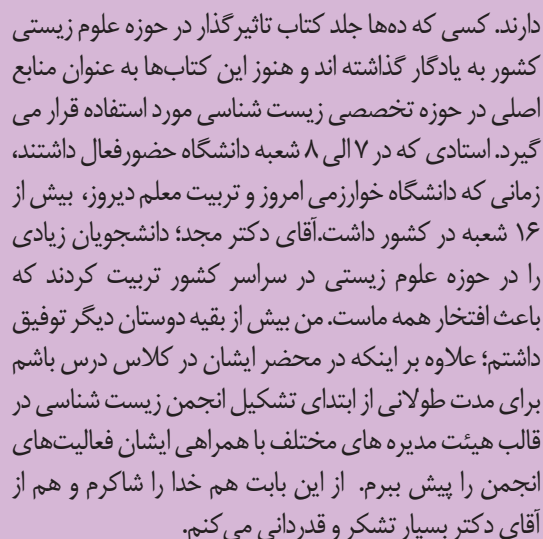 دارند. کسی که ده‌ها جلد کتاب تاثیرگذار در حوزه علوم زیستی
کشور به یادگار گذاشته اند و هنوز این کتاب‌ها به عنوان منابع
اصلی در حوزه تخصصی زیست شناسی مورد استفاده قرار می
گیرد. استادی که در ۷ الی ۸ شعبه دانشگاه حضورفعال داشتند،
زمانی که دانشگاه خوارزمی امروز و تربیت معلم دیروز، بیش از
۱۶ شعبه در کشور داشت.آقای دکتر مجد؛ دانشجویان زیادی
را در حوزه علوم زیستی در سراسر کشور تربیت کردند که
باعث افتخار همه ماست. من بیش از بقیه دوستان دیگر توفیق
داشتم؛ علاوه بر اینکه در محضر ایشان در کلاس درس باشم
برای مدت طولانی از ابتدای تشکیل انجمن زیست شناسی در
قالب هیئت مدیره های مختلف با همراهی ایشان فعالیت‌های
انجمن را پیش ببرم. از این بابت هم خدا را شاکرم و هم از
آقای دکتر بسیار تشکر و قدردانی می‌کنم.